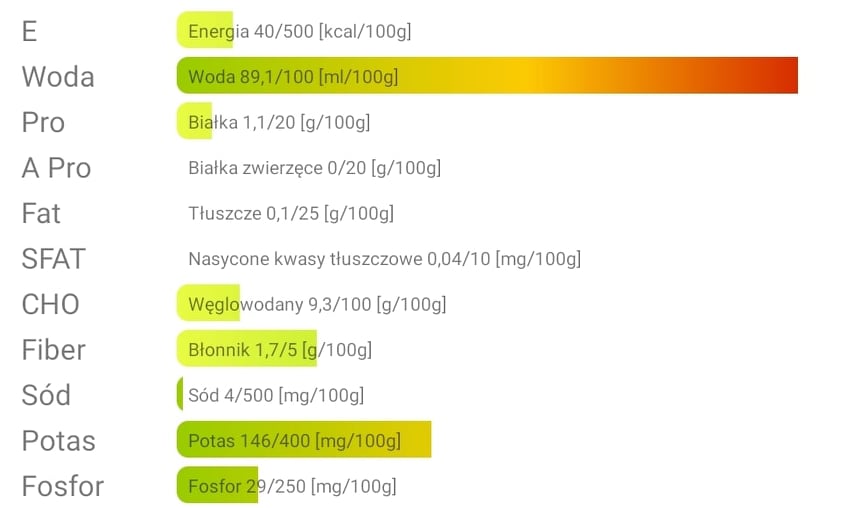 E Energia 40/500 [kcal/100g]
Woda Woda 89,1/100 [ml/100g]
Pro Białka 1,1/20 [g/100g]
A Pro Białka zwierzęce 0/20 [g/100g]
Fat Tłuszcze 0,1/25 [g/100g]
SFAT Nasycone kwasy tłuszczowe 0,04/10 [mg/100g]
CHO Węglowodany 9,3/100 [g/100g]
Fiber Błonnik 1,7/5 [g/100g]
Sód Sód 4/500 [mg/100g]
Potas Potas 146/400 [mg/100g]
Fosfor Fosfor 29/250 [mg/100g]